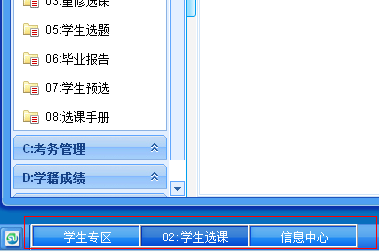 03:重修选课
05:学生选题
06:毕业报告
07:学生预选
08:选课手册
C:考务管理
D:学籍成绩
学生专区 02:学生选课 信息中心